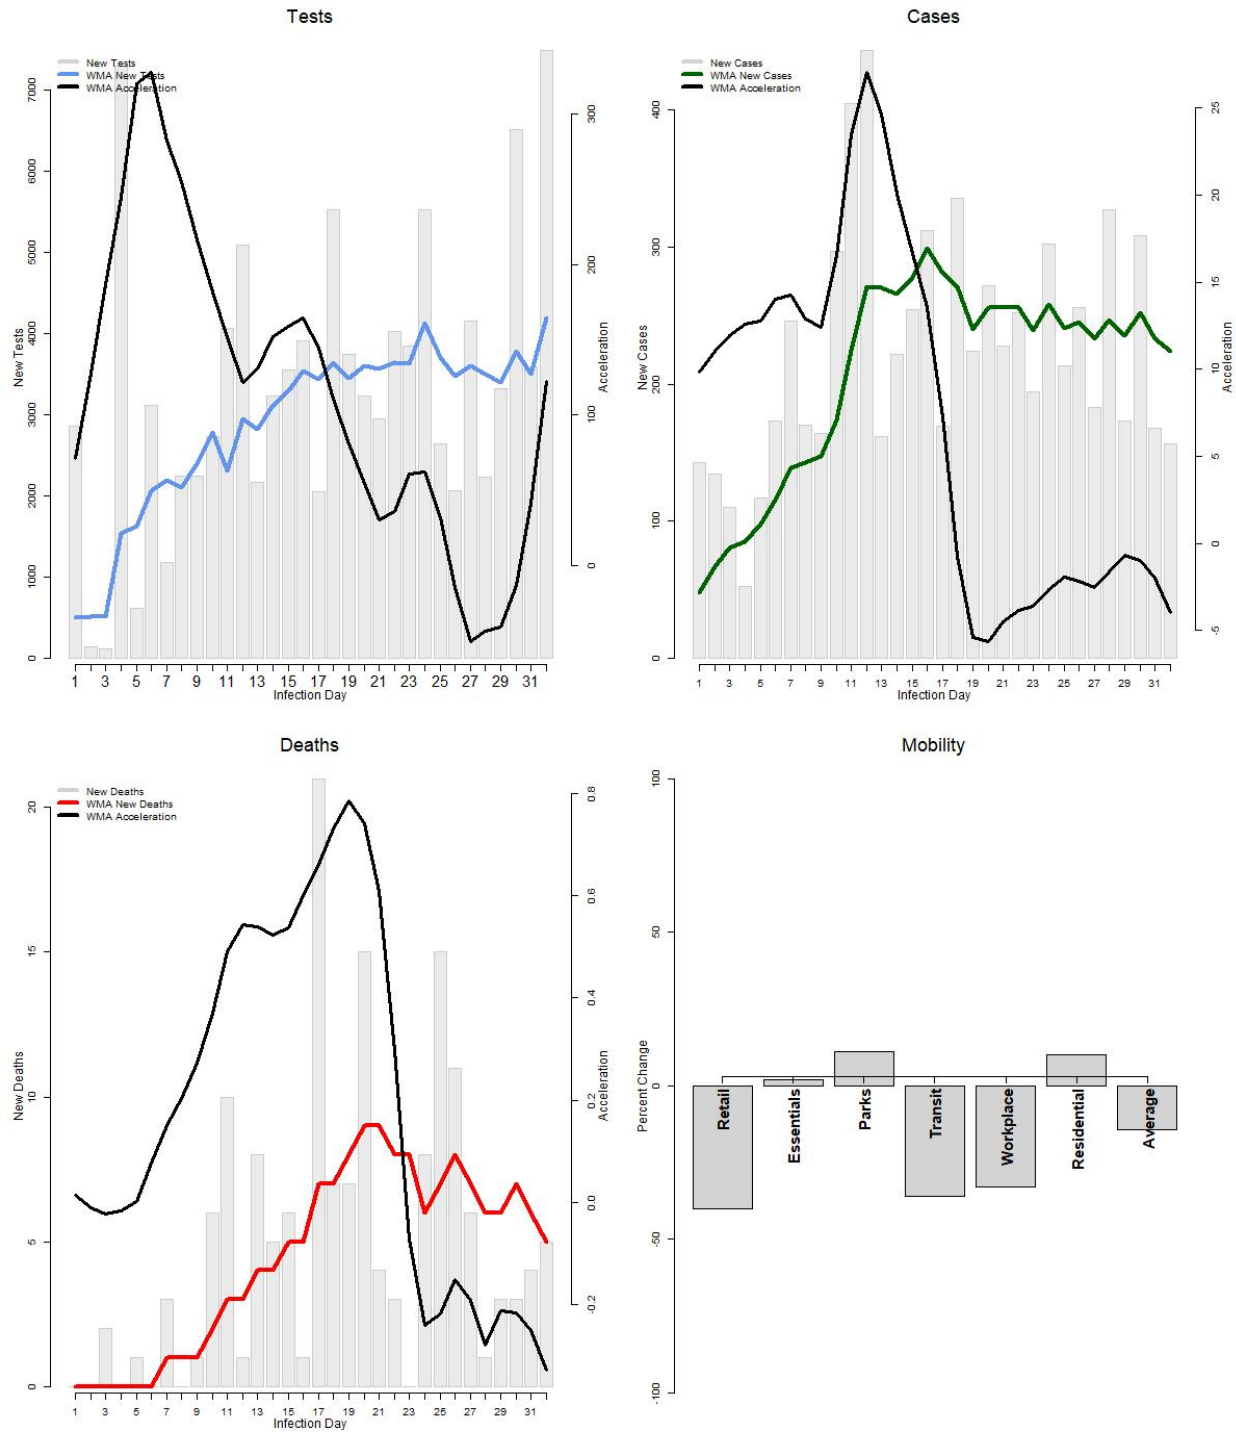 Tests
New Tests
WMA New Tests
WMA Acceleration
New Tests
0 1000 2000 3000 4000 5000 6000 7000
Acceleration
0 100 200 300
1 3 5 7 9 11 13 15 17 19 21 23 25 27 29 31
Infection Day
Cases
New Cases
WMA New Cases
WMA Acceleration
New Cases
0 100 200 300 400
Acceleration
-5 0 5 10 15 20 25
1 3 5 7 9 11 13 15 17 19 21 23 25 27 29 31
Infection Day
Deaths
New Deaths
WMA New Deaths
WMA Acceleration
New Deaths
0 5 10 15 20
Acceleration
-0.2 0.0 0.2 0.4 0.6 0.8
1 3 5 7 9 11 13 15 17 19 21 23 25 27 29 31
Infection Day
Mobility
Percent Change
-100 -50 0 50 100
Retail
Essentials
Parks
Transit
Workplace
Residential
Average